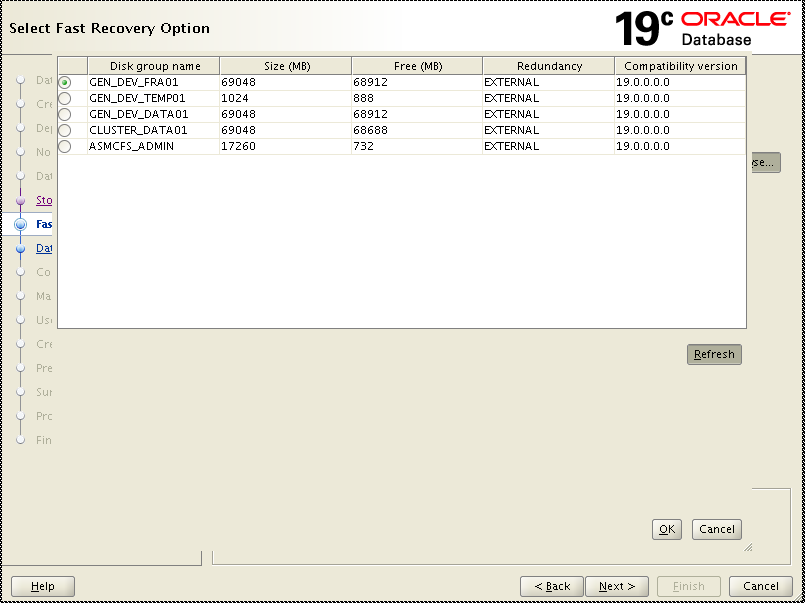 Select Fast Recovery Option
19c ORACLE
Database
Disk group name Size (MB) Free (MB) Redundancy Compatibility version
GEN_DEV_FRA01 69048 68912 EXTERNAL 19.0.0.0.0
GEN_DEV_TEMP01 1024 888 EXTERNAL 19.0.0.0.0
GEN_DEV_DATA01 69048 68912 EXTERNAL 19.0.0.0.0
CLUSTER_DATA01 69048 68688 EXTERNAL 19.0.0.0.0
ASMCFS_ADMIN 17260 732 EXTERNAL 19.0.0.0.0
Dat
Cre
Dep
No
Dat
Sto
Fas
Dat
Co
Ma
Use
Cre
Pre
Sur
Pro
Fin
se...
Refresh
OK Cancel
Help < Back Next > Finish Cancel